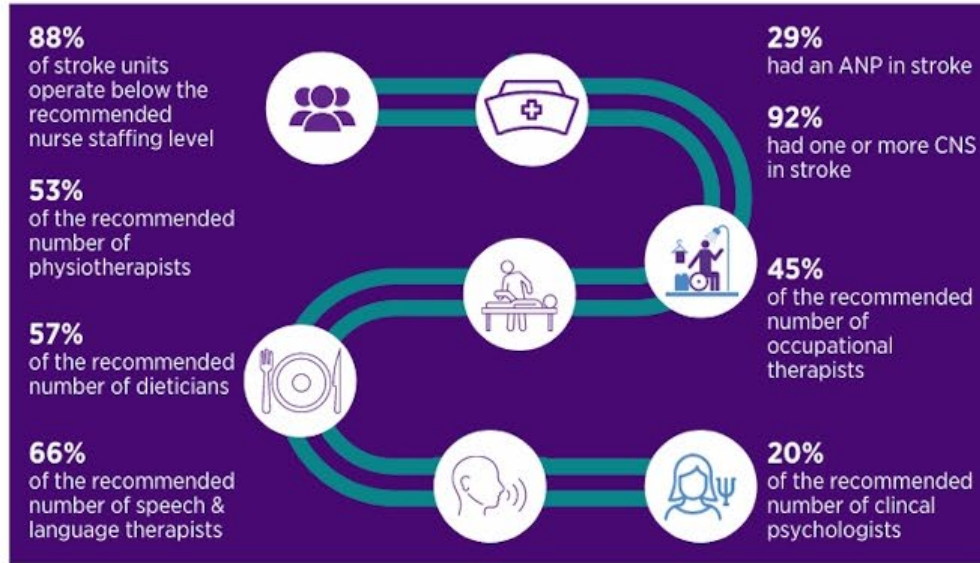 88%
of stroke units
operate below the
recommended
nurse staffing level
53%
of the recommended
number of
physiotherapists
57%
of the recommended
number of dieticians
66%
of the recommended
number of speech &
language therapists
29%
had an ANP in stroke
92%
had one or more CNS
in stroke
45%
of the recommended
number of
occupational
therapists
20%
of the recommended
number of clincal
psychologists
Ψ